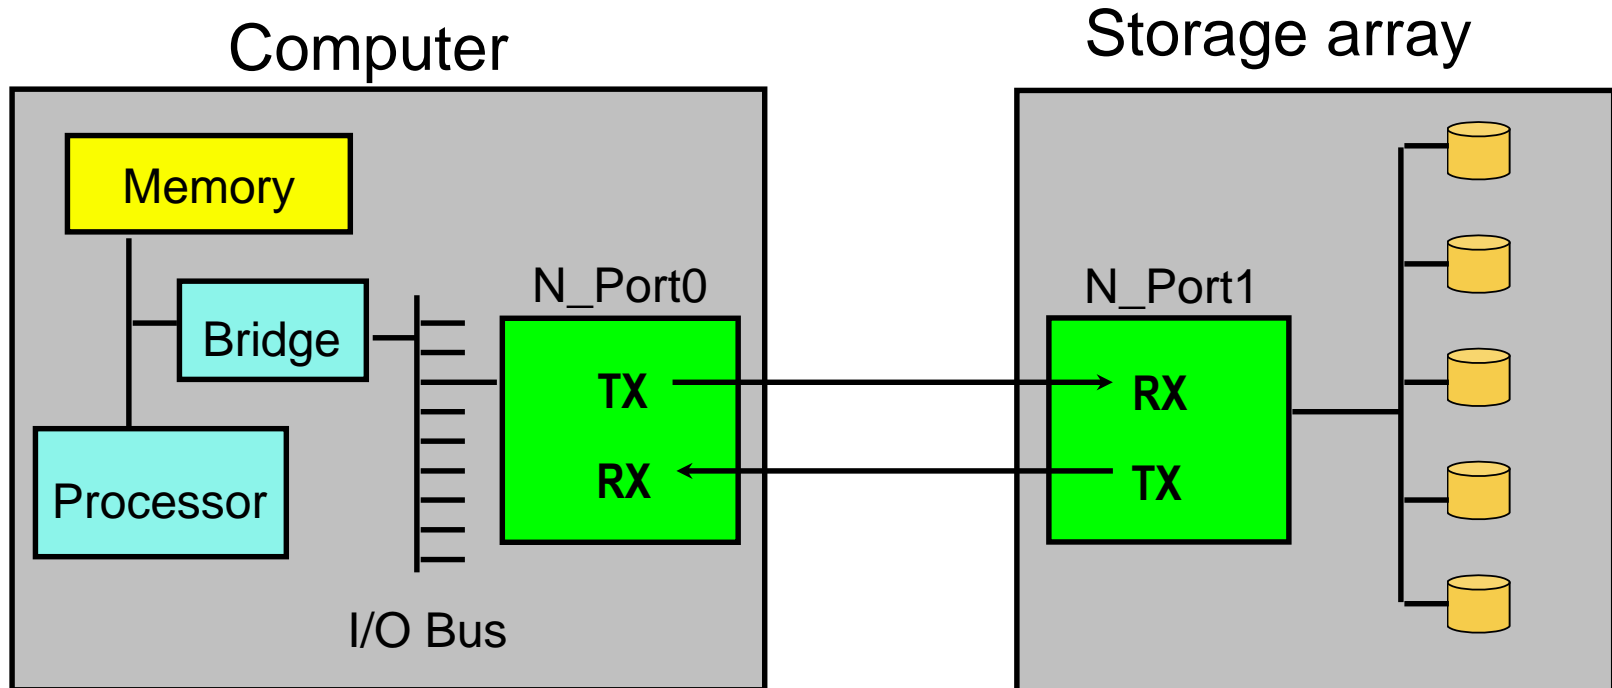 Computer
Storage array
Memory
N_Port0
N_Port1
Bridge
TX
RX
RX
TX
Processor
I/O Bus